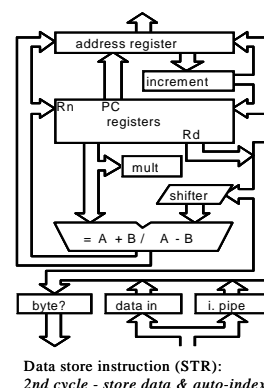 address register
increment
Rn PC
registers
Rd
mult
shifter
= A + B / A - B
byte? data in i. pipe
Data store instruction (STR):
2nd cycle - store data & auto-index